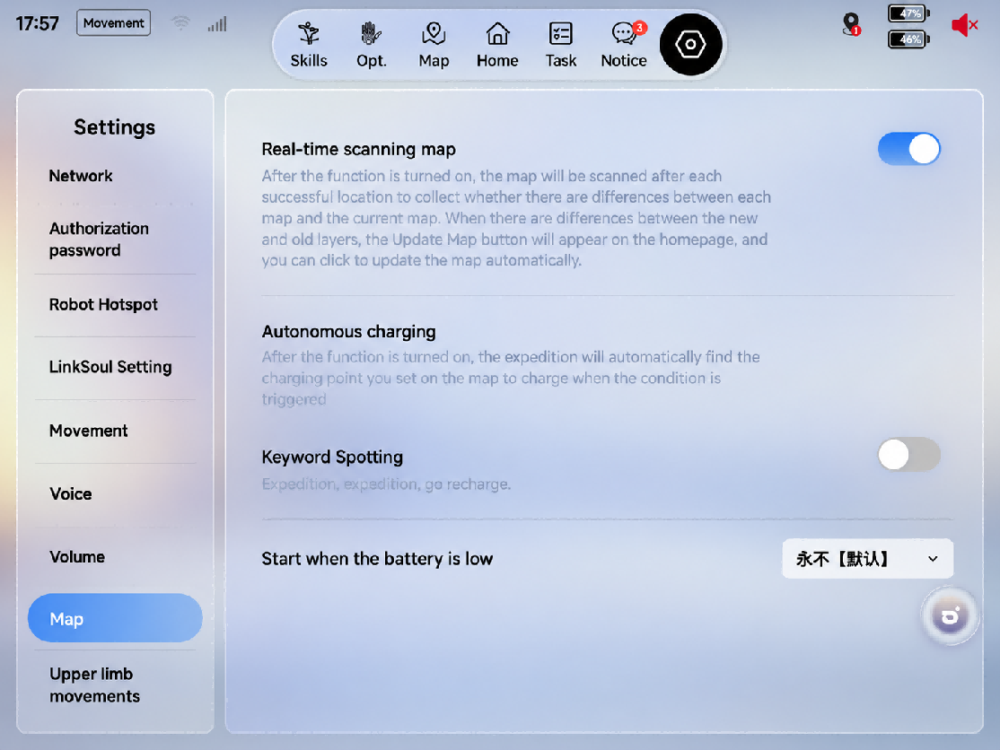 17:57
Movement
Skills
Opt.
Map
Home
Task
3
Notice
1
47%
46%
Settings
Network
Authorization
password
Robot Hotspot
LinkSoul Setting
Movement
Voice
Volume
Map
Upper limb
movements
Real-time scanning map
After the function is turned on, the map will be scanned after each
successful location to collect whether there are differences between each
map and the current map. When there are differences between the new
and old layers, the Update Map button will appear on the homepage, and
you can click to update the map automatically.
Autonomous charging
After the function is turned on, the expedition will automatically find the
charging point you set on the map to charge when the condition is
triggered
Keyword Spotting
Expedition, expedition, go recharge.
Start when the battery is low
永不【默认】